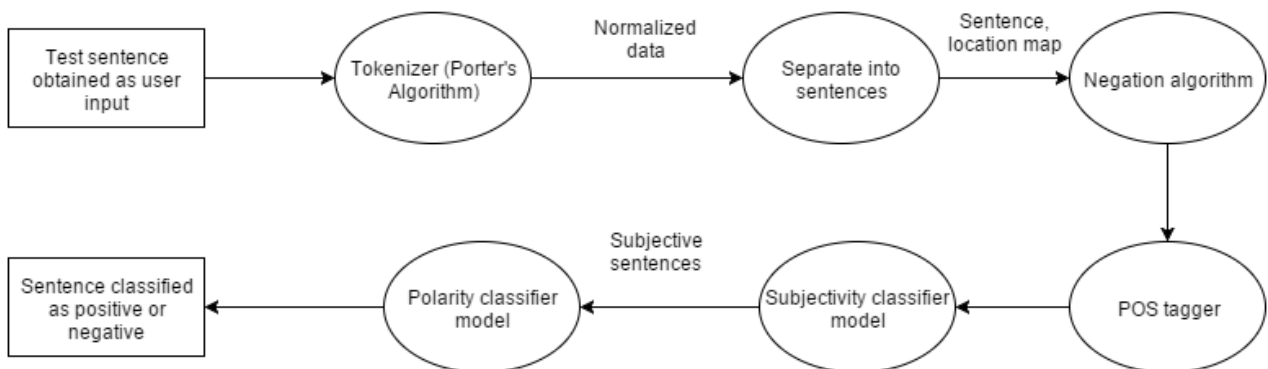 Test sentence
obtained as user
input
Tokenizer (Porter's
Algorithm)
Normalized
data
Separate into
sentences
Sentence,
location map
Negation algorithm
POS tagger
Subjectivity classifier
model
Subjective
sentences
Polarity classifier
model
Sentence classified
as positive or
negative